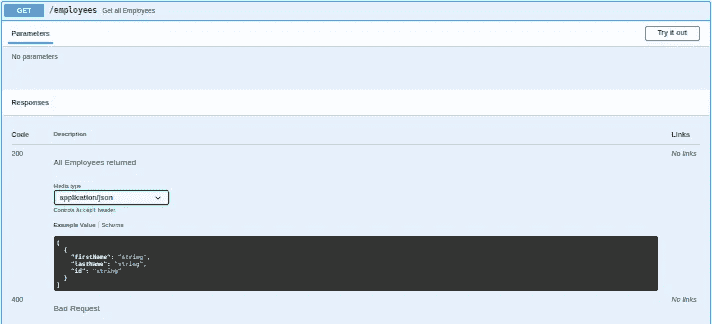 GET /employees Get all Employees
Parameters
Try it out
No parameters
Responses
Code Description Links
200 All Employees returned No links
Media type
application/json
Controls Accept header.
Example Value | Schema
[
{
"firstName": "string",
"lastName": "string",
"id": "string"
}
]
400 Bad Request No links